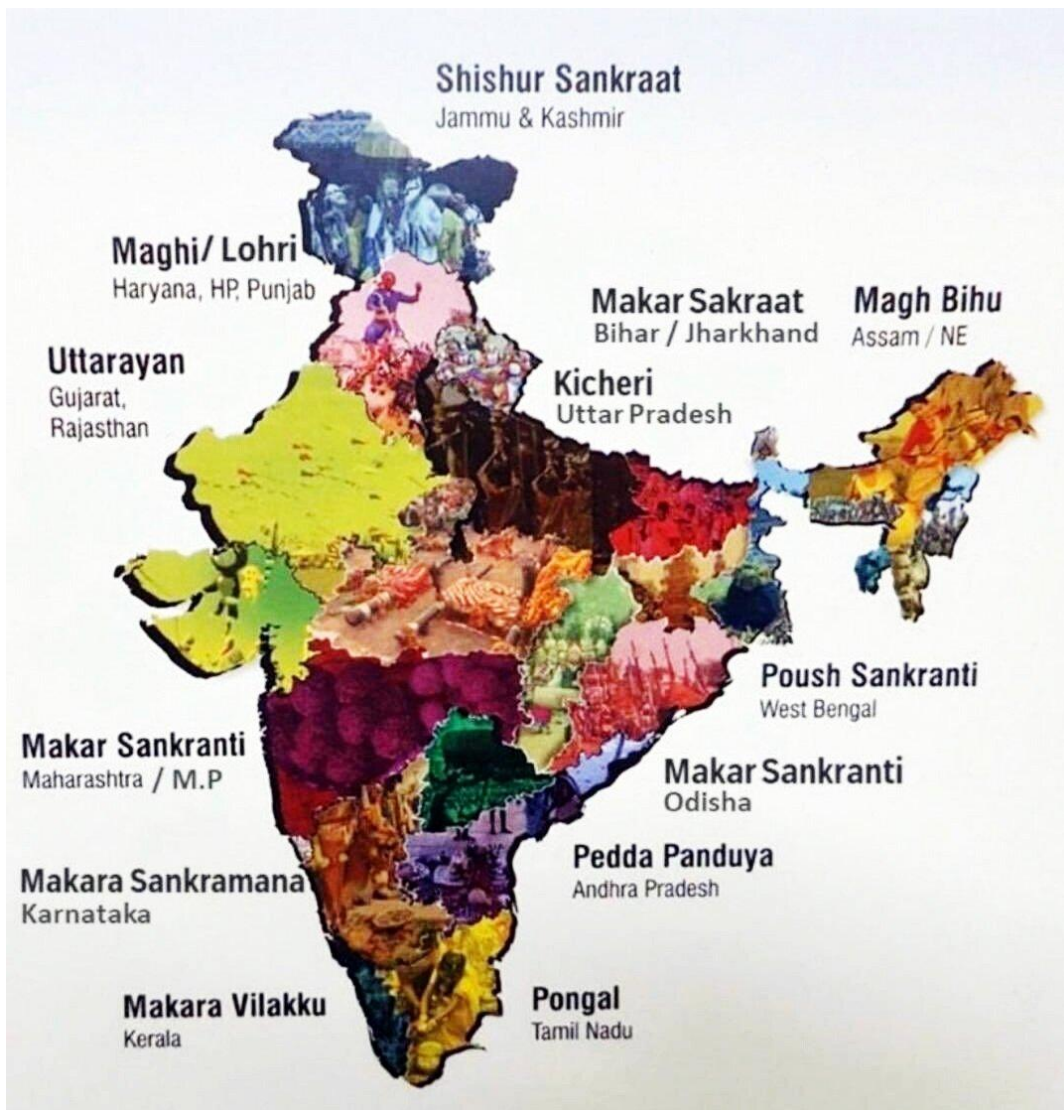 Shishur Sankraat
Jammu & Kashmir
Maghi/ Lohri
Haryana, HP, Punjab
Makar Sakraat
Bihar / Jharkhand
Magh Bihu
Assam / NE
Uttarayan
Gujarat,
Rajasthan
Kicheri
Uttar Pradesh
Poush Sankranti
West Bengal
Makar Sankranti
Maharashtra / M.P
Makar Sankranti
Odisha
Pedda Panduya
Andhra Pradesh
Makara Sankramana
Karnataka
Makara Vilakku
Kerala
Pongal
Tamil Nadu